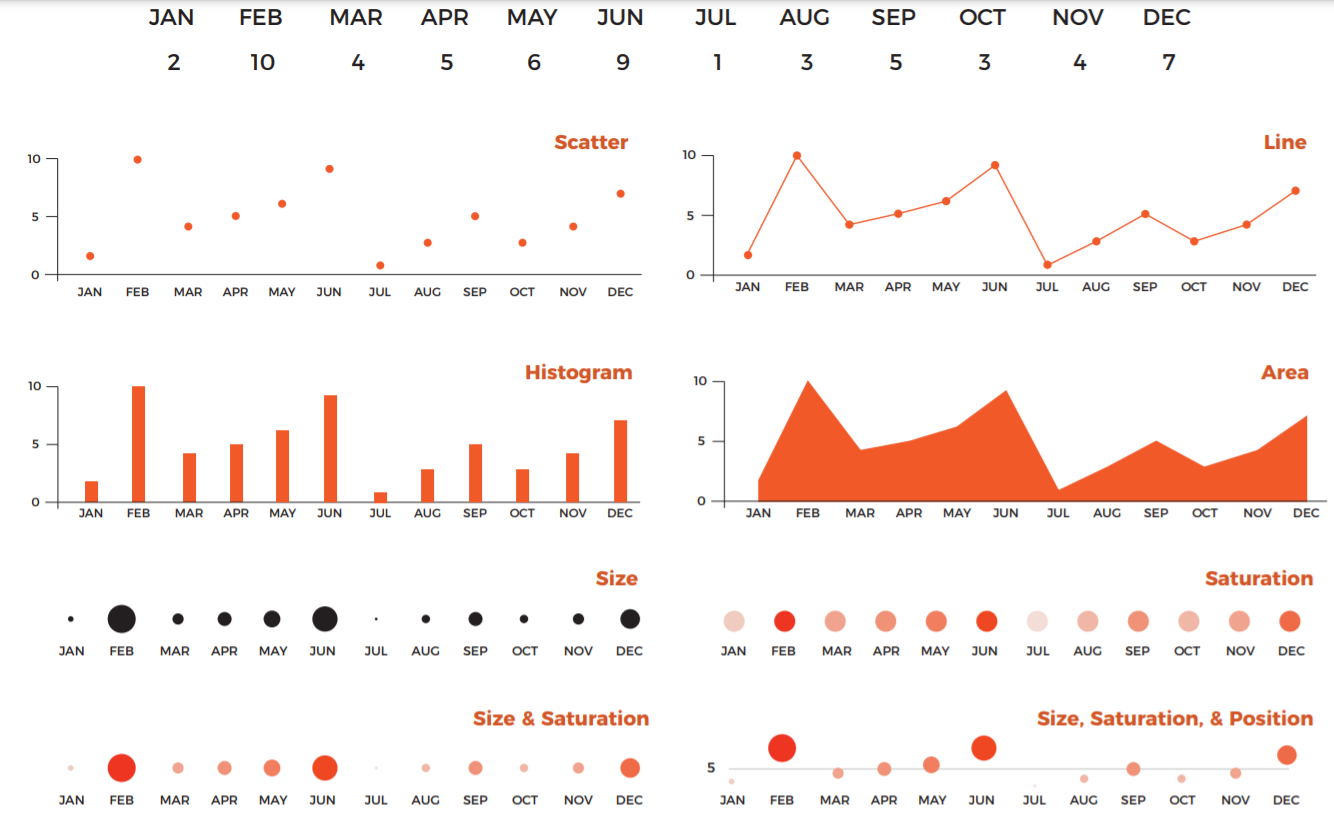 JAN FEB MAR APR MAY JUN JUL AUG SEP OCT NOV DEC
2 10 4 5 6 9 1 3 5 3 4 7
Scatter
10
5
0
JAN FEB MAR APR MAY JUN JUL AUG SEP OCT NOV DEC
Line
10
5
0
JAN FEB MAR APR MAY JUN JUL AUG SEP OCT NOV DEC
Histogram
10
5
0
JAN FEB MAR APR MAY JUN JUL AUG SEP OCT NOV DEC
Area
10
5
0
JAN FEB MAR APR MAY JUN JUL AUG SEP OCT NOV DEC
Size
JAN FEB MAR APR MAY JUN JUL AUG SEP OCT NOV DEC
Saturation
JAN FEB MAR APR MAY JUN JUL AUG SEP OCT NOV DEC
Size & Saturation
JAN FEB MAR APR MAY JUN JUL AUG SEP OCT NOV DEC
Size, Saturation, & Position
5
JAN FEB MAR APR MAY JUN JUL AUG SEP OCT NOV DEC